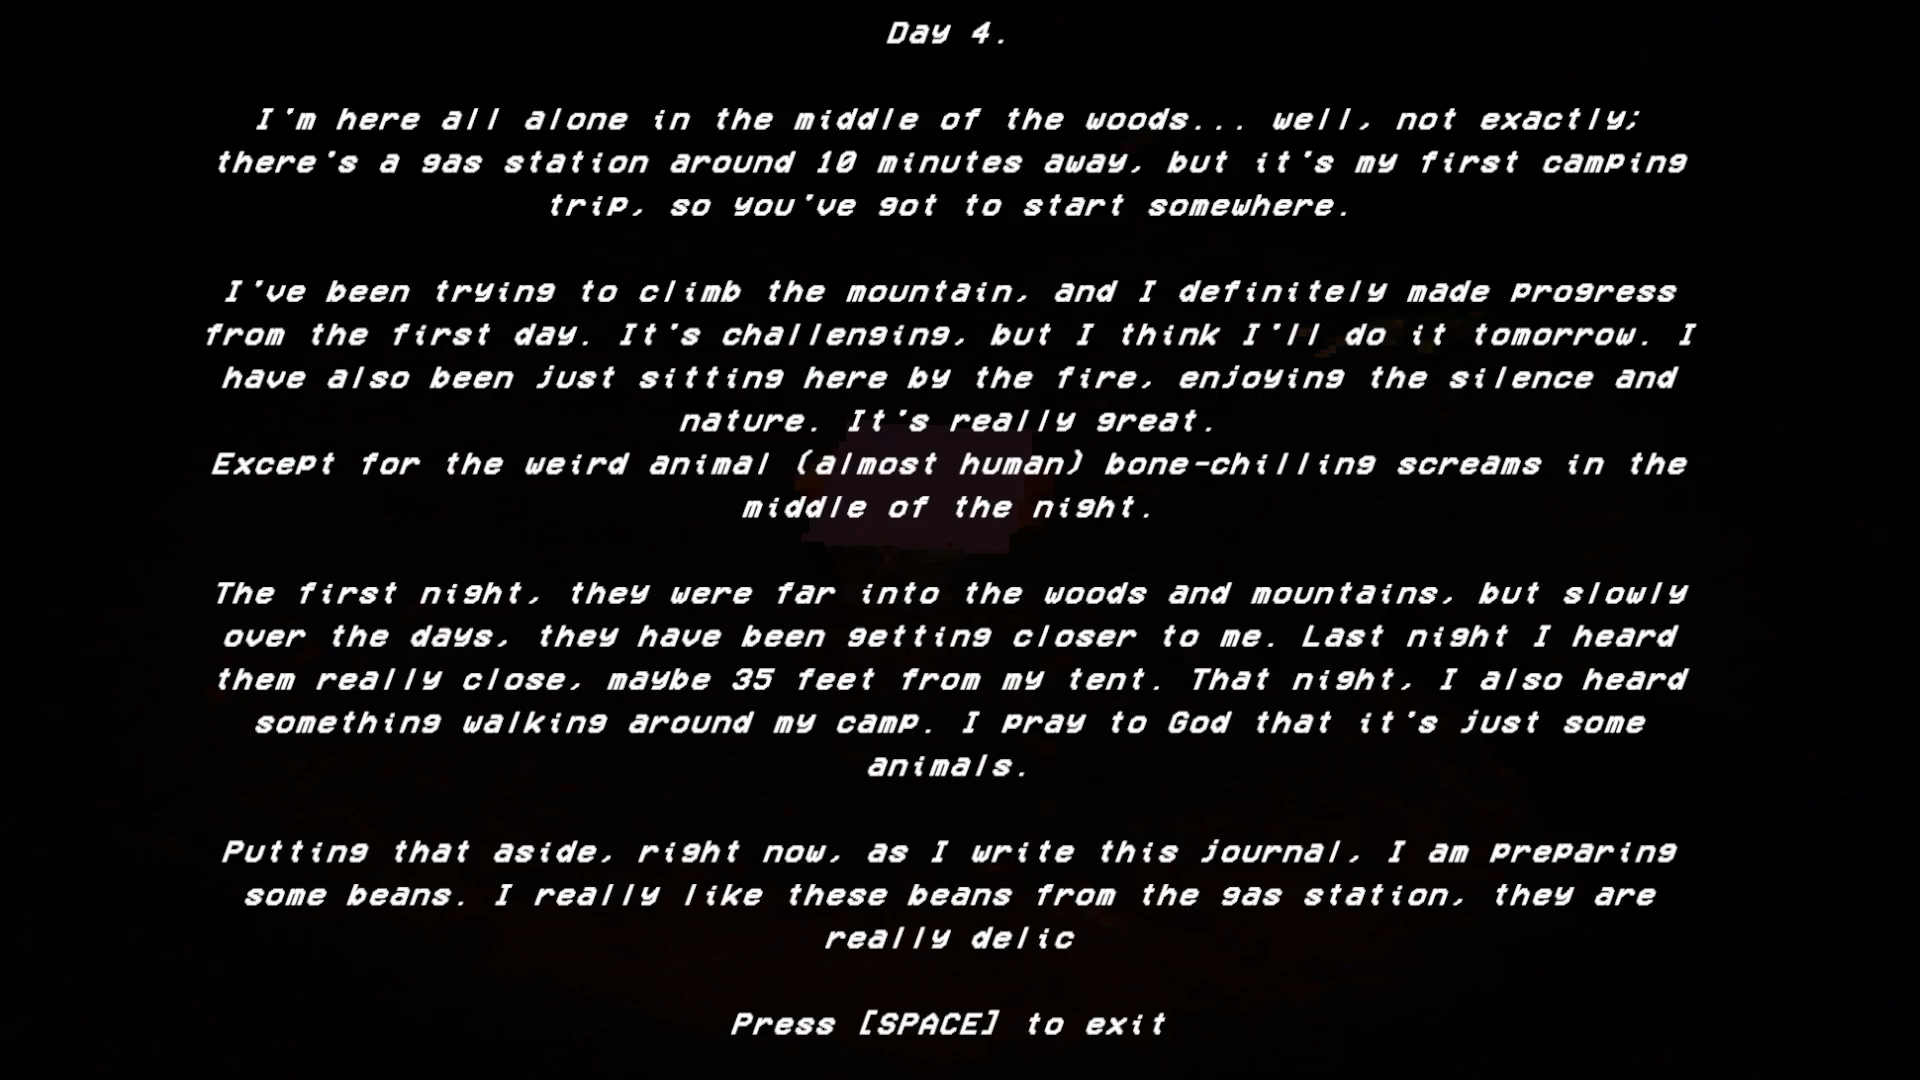 Day 4.
I'm here all alone in the middle of the woods... well, not exactly;
there's a gas station around 10 minutes away, but it's my first camping
trip, so you've got to start somewhere.
I've been trying to climb the mountain, and I definitely made progress
from the first day. It's challenging, but I think I'll do it tomorrow. I
have also been just sitting here by the fire, enjoying the silence and
nature. It's really great.
Except for the weird animal (almost human) bone-chilling screams in the
middle of the night.
The first night, they were far into the woods and mountains, but slowly
over the days, they have been getting closer to me. Last night I heard
them really close, maybe 35 feet from my tent. That night, I also heard
something walking around my camp. I pray to God that it's just some
animals.
Putting that aside, right now, as I write this journal, I am preparing
some beans. I really like these beans from the gas station, they are
really delic
Press [SPACE] to exit